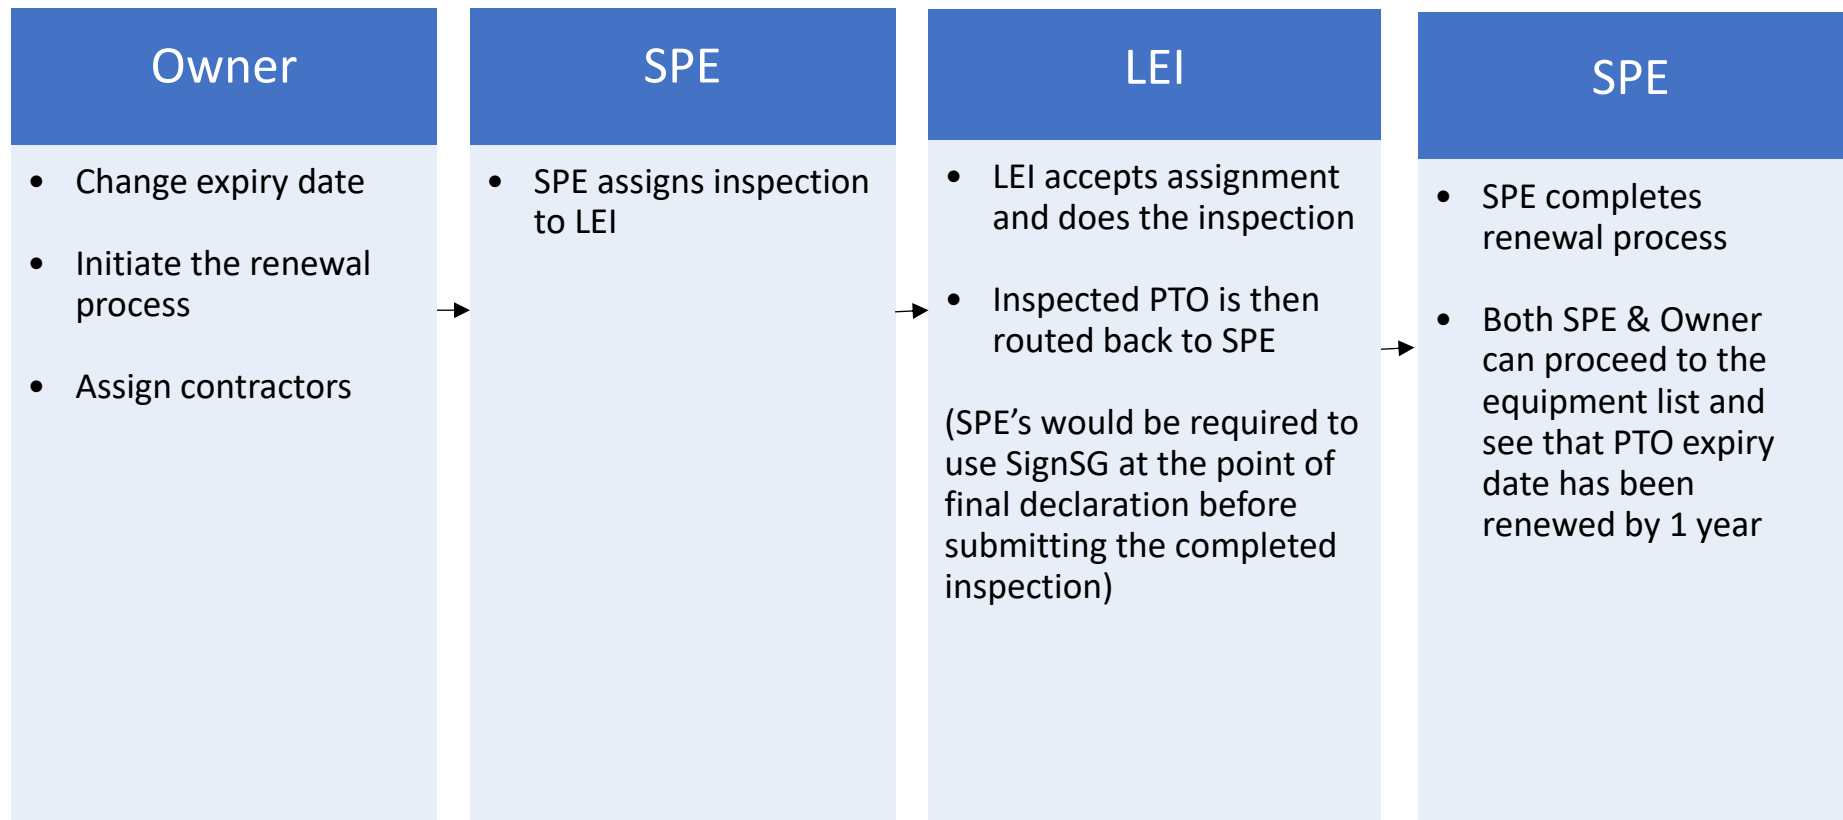 Owner
• Change expiry date
• Initiate the renewal
process
• Assign contractors
SPE
• SPE assigns inspection
to LEI
LEI
• LEI accepts assignment
and does the inspection
• Inspected PTO is then
routed back to SPE
(SPE’s would be required to
use SignSG at the point of
final declaration before
submitting the completed
inspection)
SPE
• SPE completes
renewal process
• Both SPE & Owner
can proceed to the
equipment list and
see that PTO expiry
date has been
renewed by 1 year